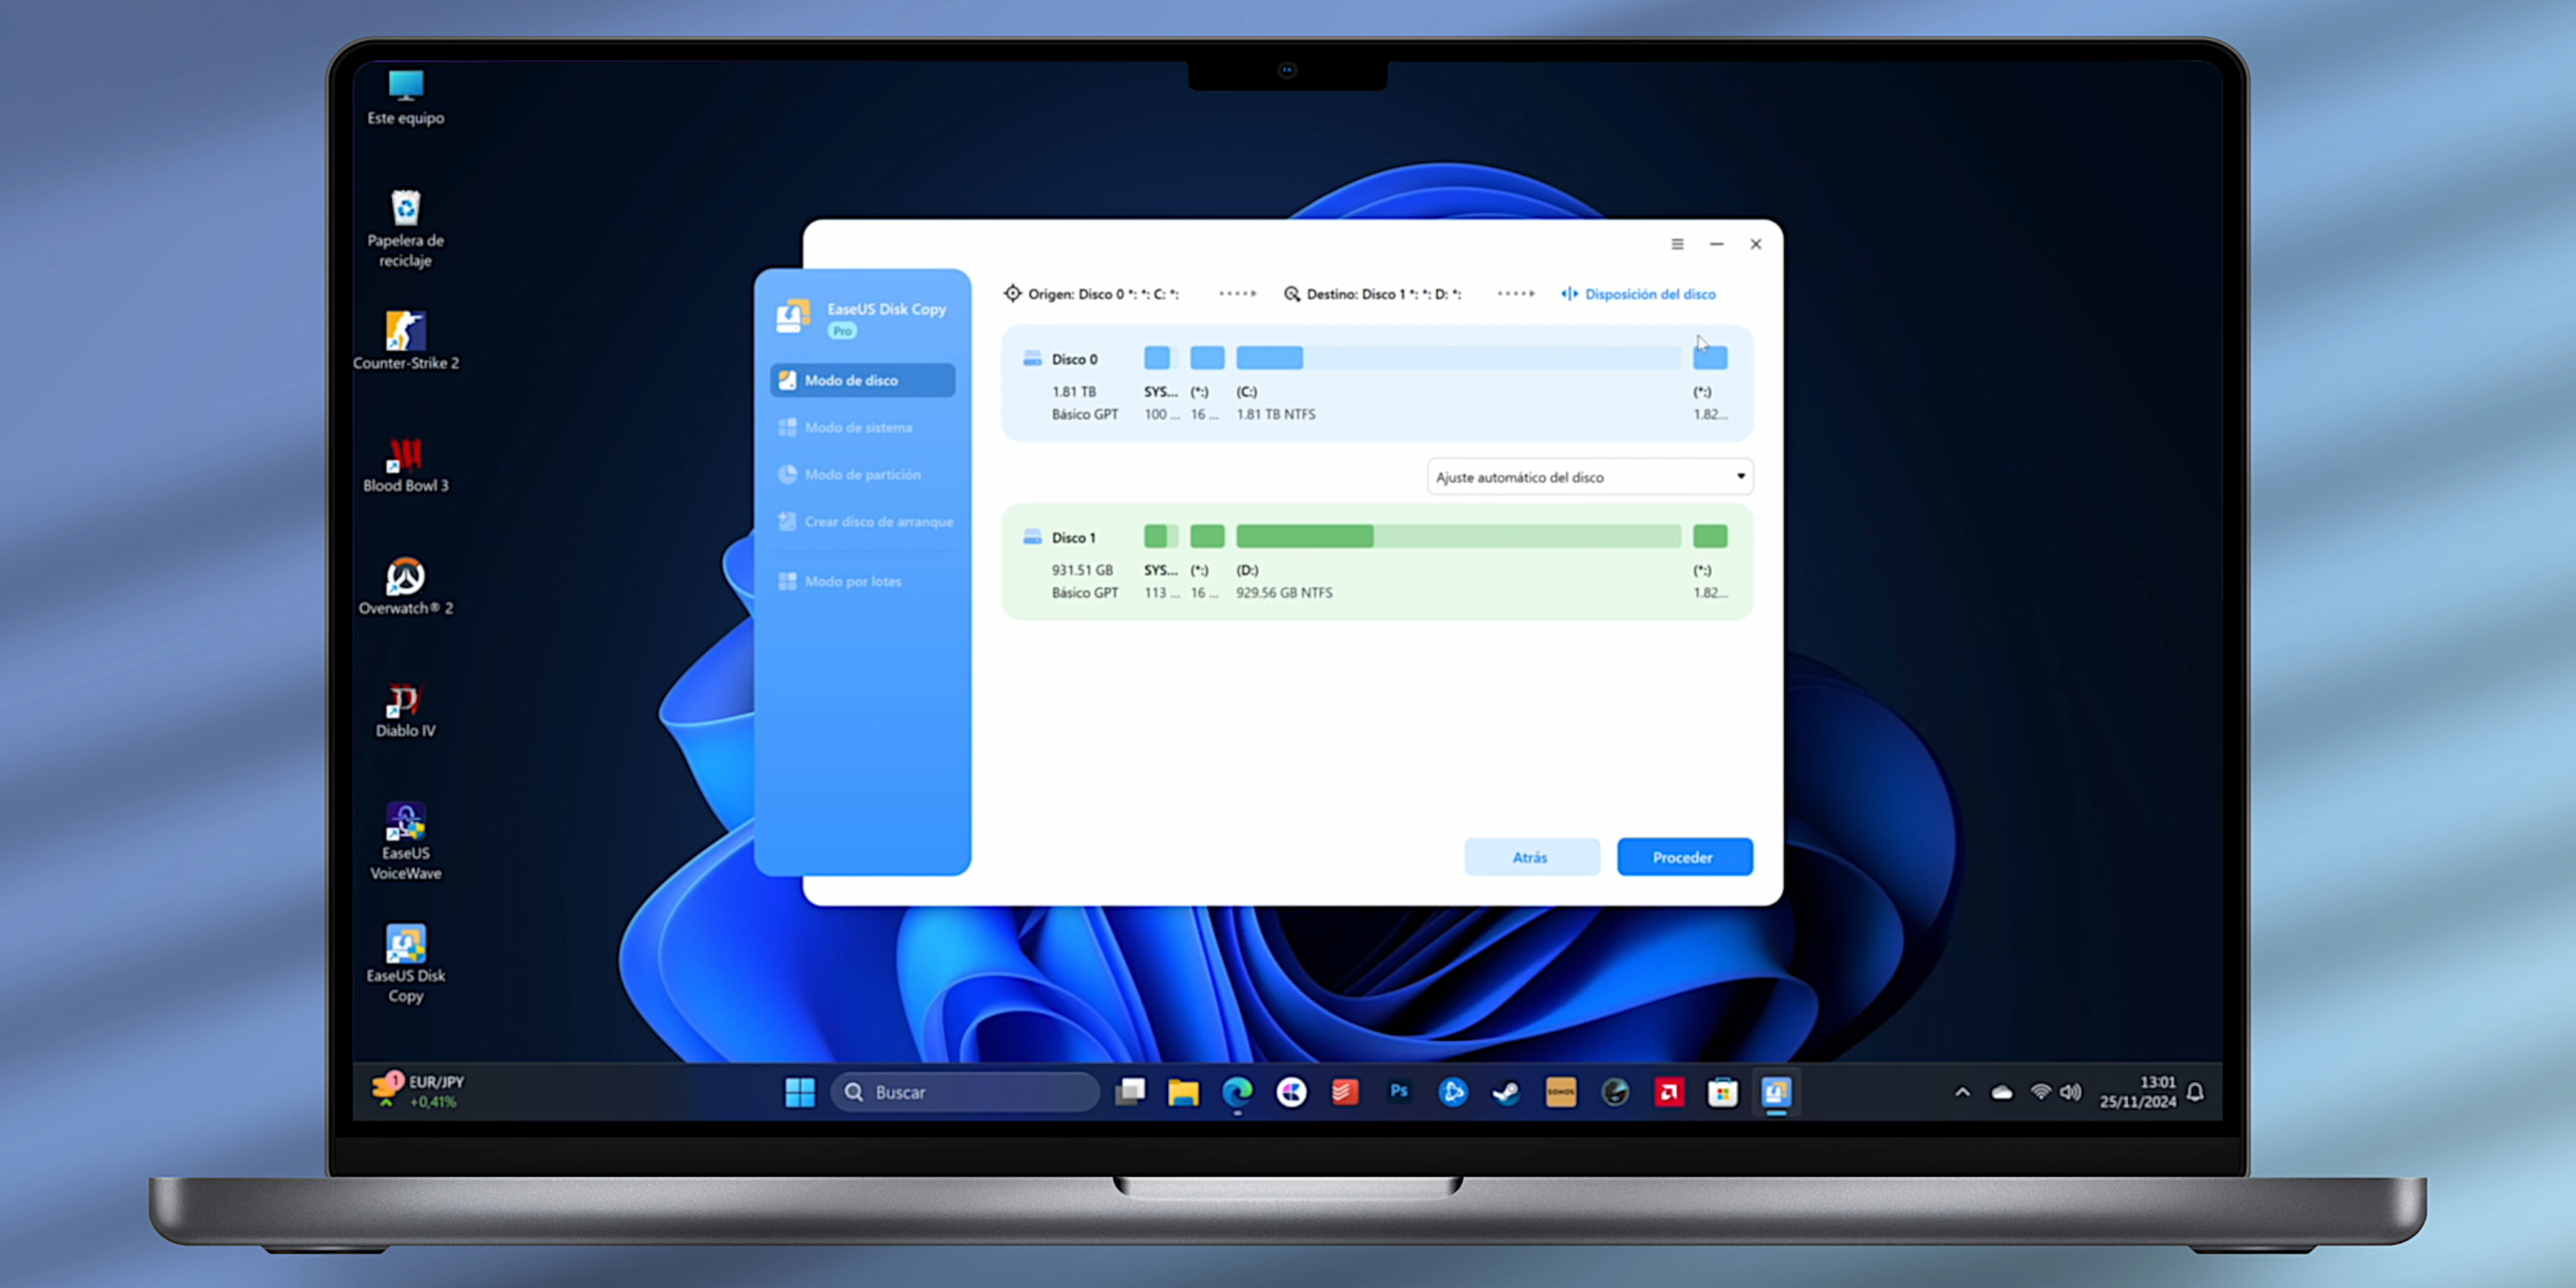 Este equipo
Papelera de
reciclaje
Counter-Strike 2
Blood Bowl 3
Overwatch® 2
Diablo IV
EaseUS
VoiceWave
EaseUS Disk
Copy
EaseUS Disk Copy
Pro
Modo de disco
Modo de sistema
Modo de partición
Crear disco de arranque
Modo por lotes
Origen: Disco 0 *: *: C: *:
Destino: Disco 1 *: *: D: *:
Disposición del disco
Disco 0
1.81 TB SYS... (*:) (C:) (*:)
Básico GPT 100 ... 16 ... 1.81 TB NTFS 1.82...
Ajuste automático del disco
Disco 1
931.51 GB SYS... (*:) (D:) (*:)
Básico GPT 113 ... 16 ... 929.56 GB NTFS 1.82...
Atrás Proceder
1 EUR/JPY
+0,41%
Buscar
Ps
SONOS
13:01
25/11/2024